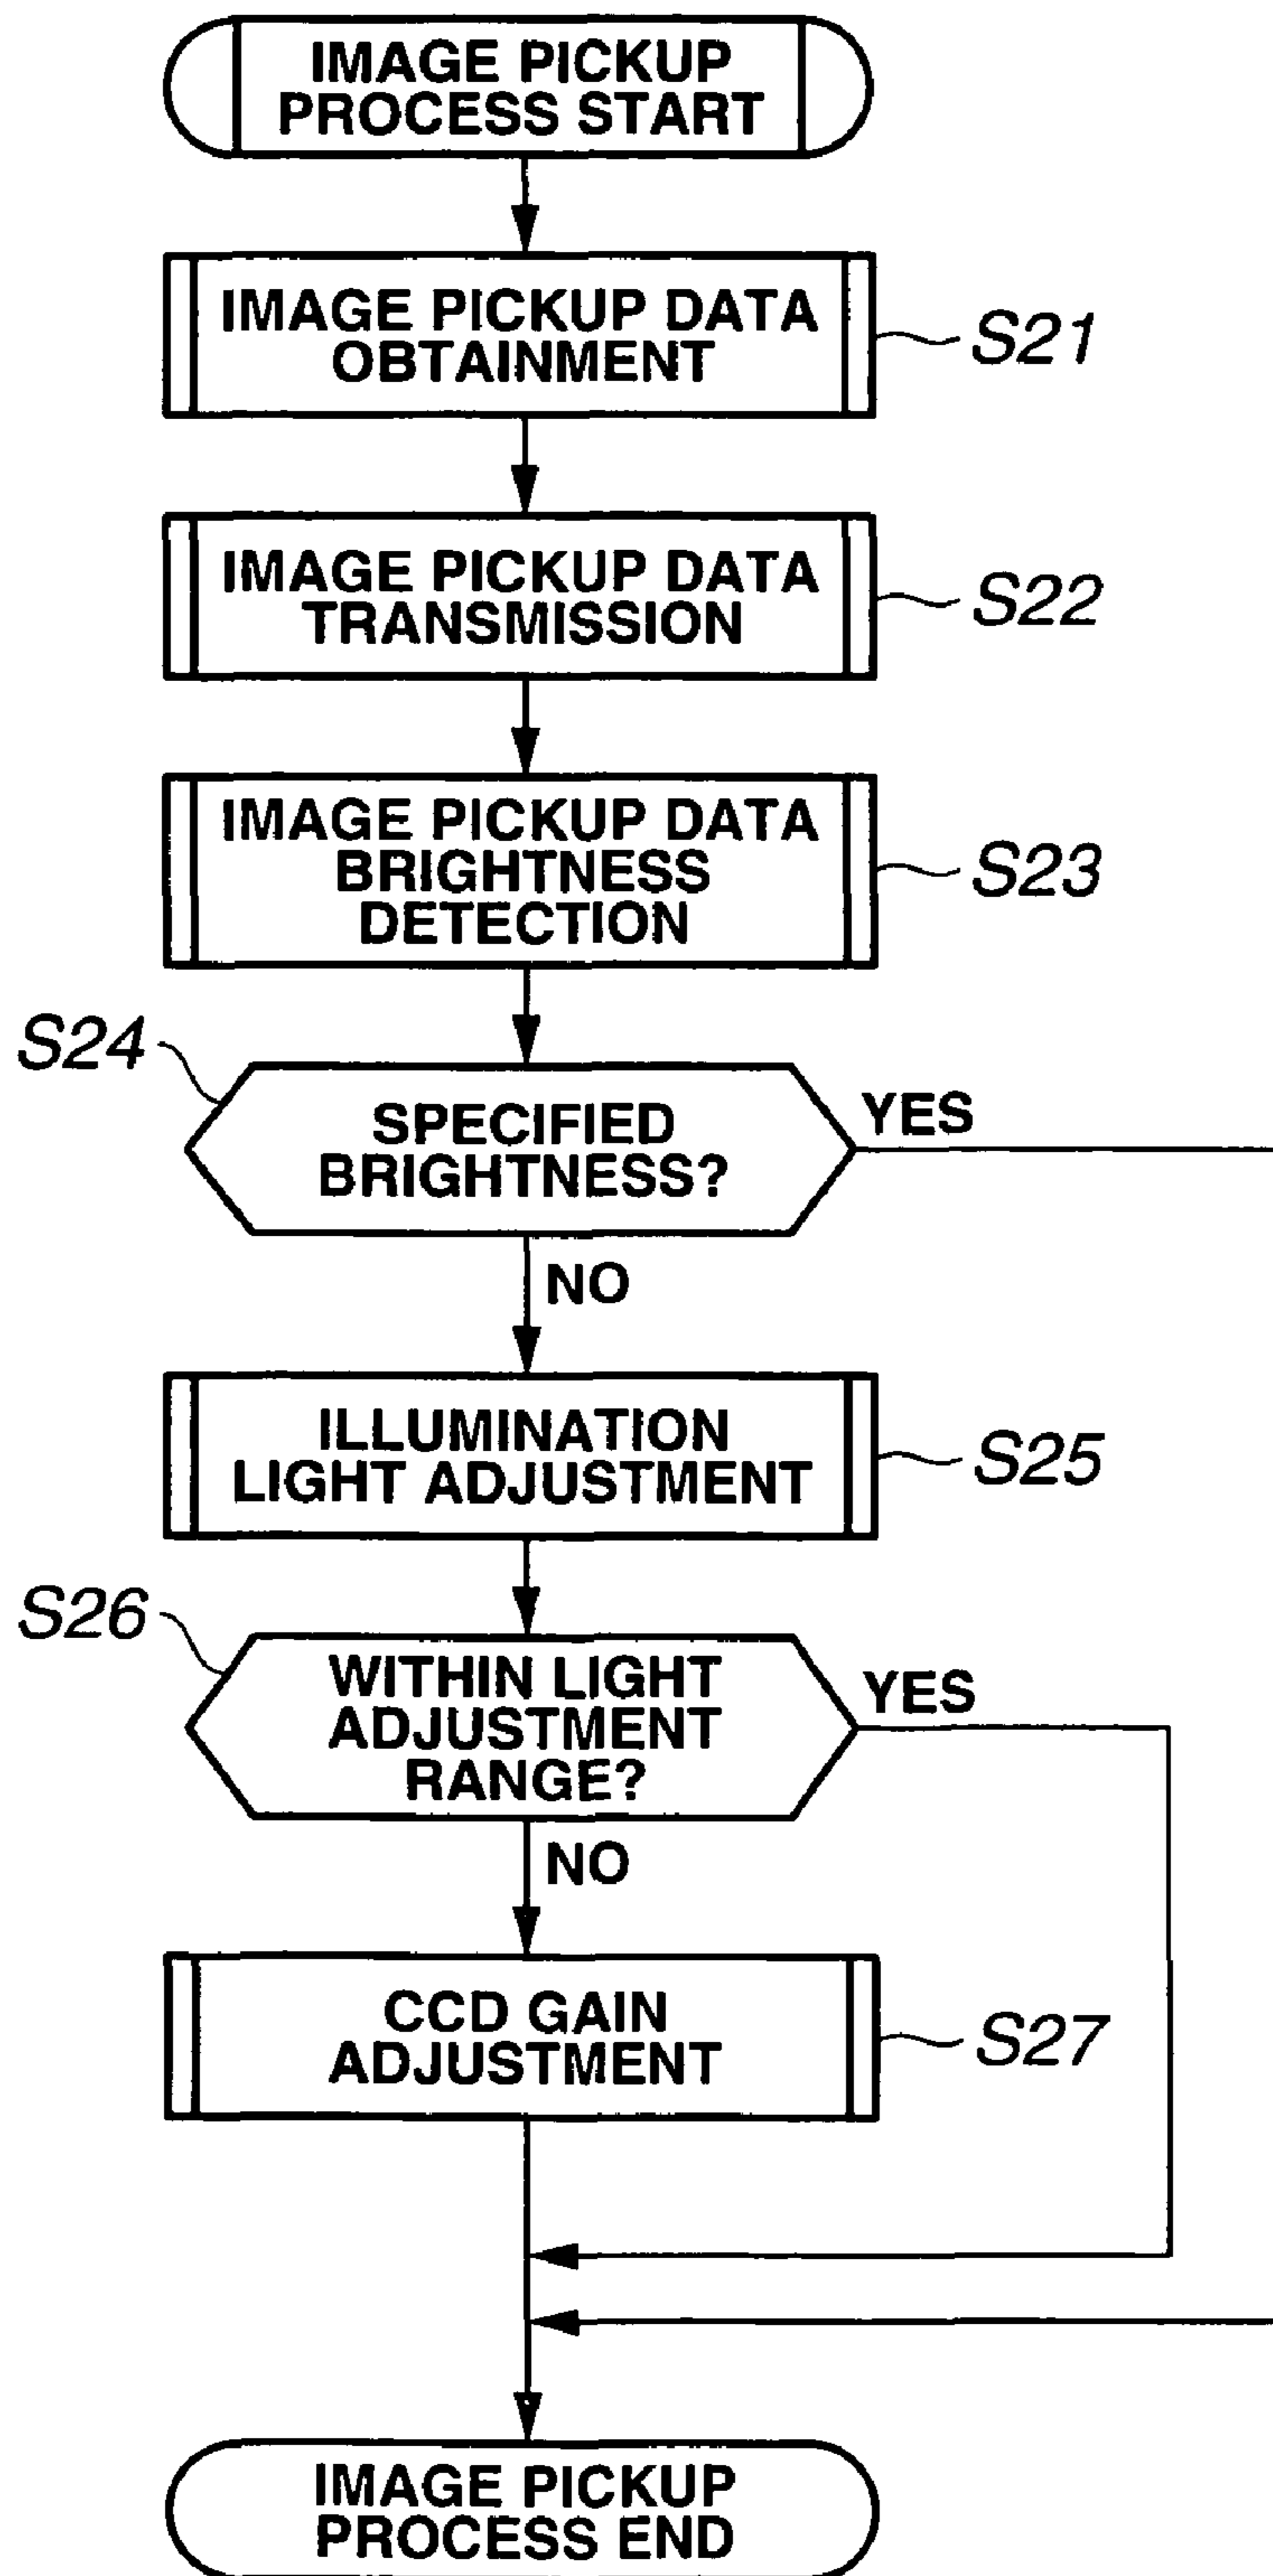 IMAGE PICKUP
PROCESS START
IMAGE PICKUP DATA
OBTAINMENT
S21
IMAGE PICKUP DATA
TRANSMISSION
S22
IMAGE PICKUP DATA
BRIGHTNESS
DETECTION
S23
S24
SPECIFIED
BRIGHTNESS?
YES
NO
ILLUMINATION
LIGHT ADJUSTMENT
S25
S26
WITHIN LIGHT
ADJUSTMENT
RANGE?
YES
NO
CCD GAIN
ADJUSTMENT
S27
IMAGE PICKUP
PROCESS END